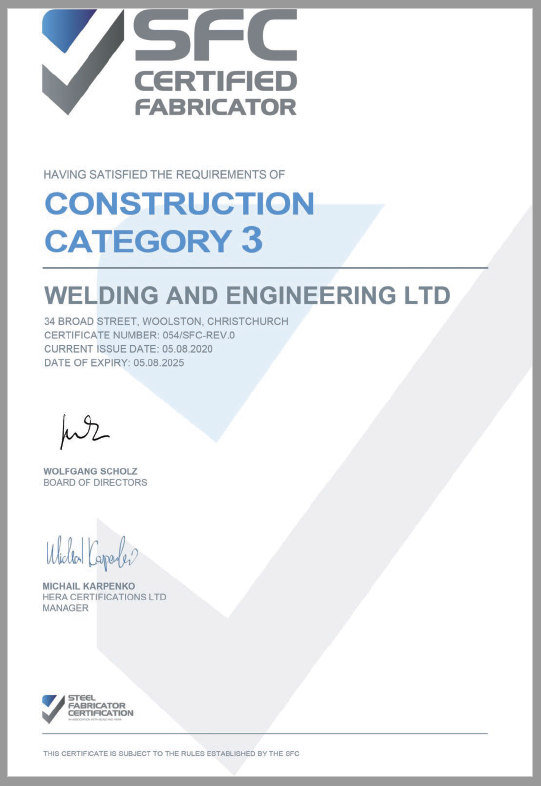 SFC
CERTIFIED
FABRICATOR
HAVING SATISFIED THE REQUIREMENTS OF
CONSTRUCTION
CATEGORY 3
WELDING AND ENGINEERING LTD
34 BROAD STREET, WOOLSTON, CHRISTCHURCH
CERTIFICATE NUMBER: 054/SFC-REV.0
CURRENT ISSUE DATE: 05.08.2020
DATE OF EXPIRY: 05.08.2025
WOLFGANG SCHOLZ
BOARD OF DIRECTORS
Michail Karpenko
MICHAIL KARPENKO
HERA CERTIFICATIONS LTD
MANAGER
STEEL
FABRICATOR
CERTIFICATION
THIS CERTIFICATE IS SUBJECT TO THE RULES ESTABLISHED BY THE SFC